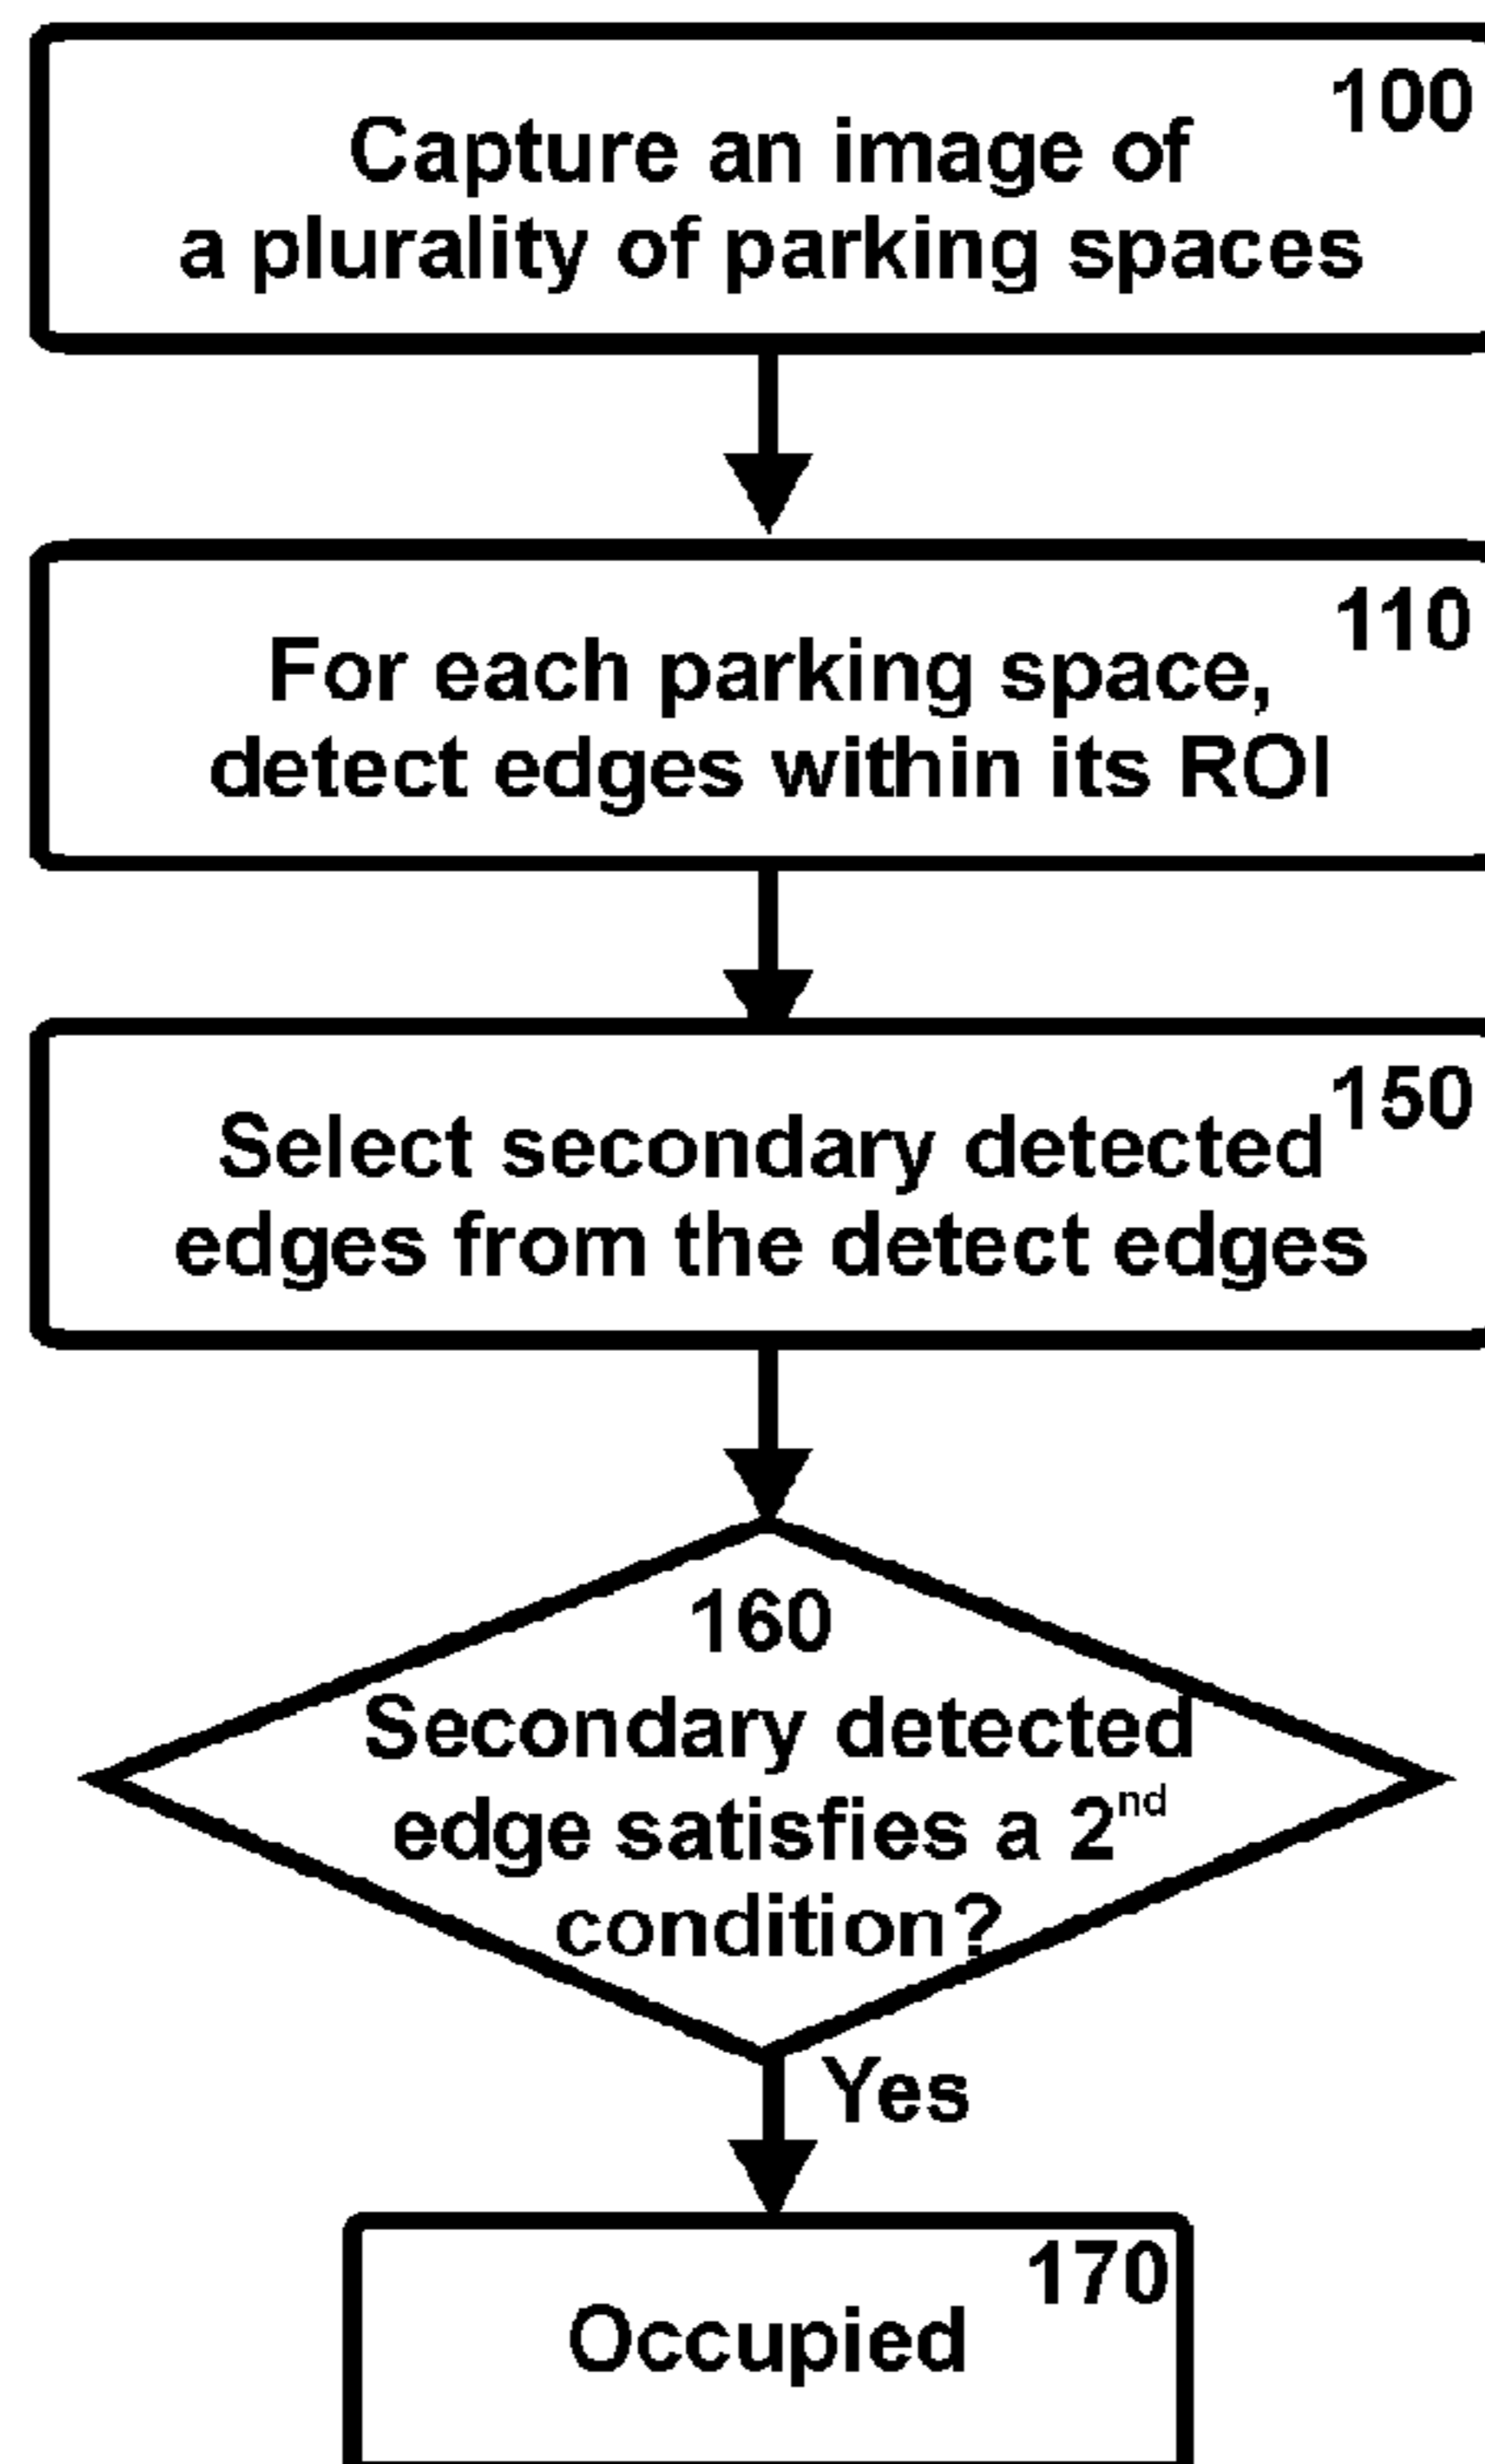 100
Capture an image of
a plurality of parking spaces
110
For each parking space,
detect edges within its ROI
150
Select secondary detected
edges from the detect edges
160
Secondary detected
edge satisfies a 2nd
condition?
Yes
170
Occupied